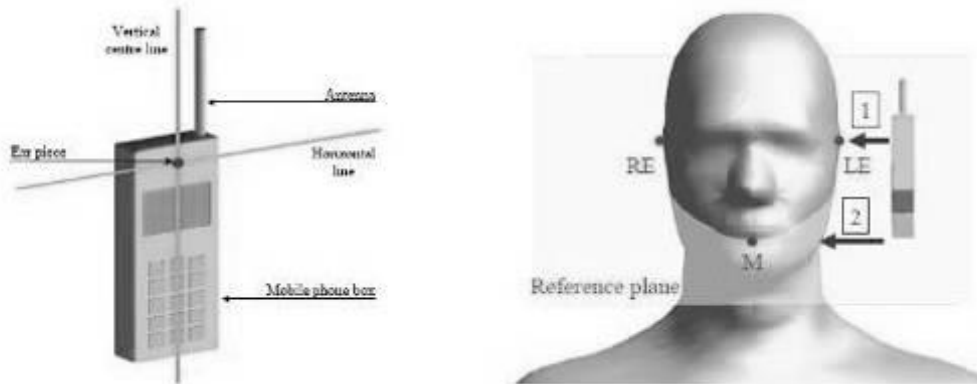 Vertical
centre line
Antenna
Ear piece
Horizontal
line
Mobile phone box
1
RE
LE
2
M
Reference plane